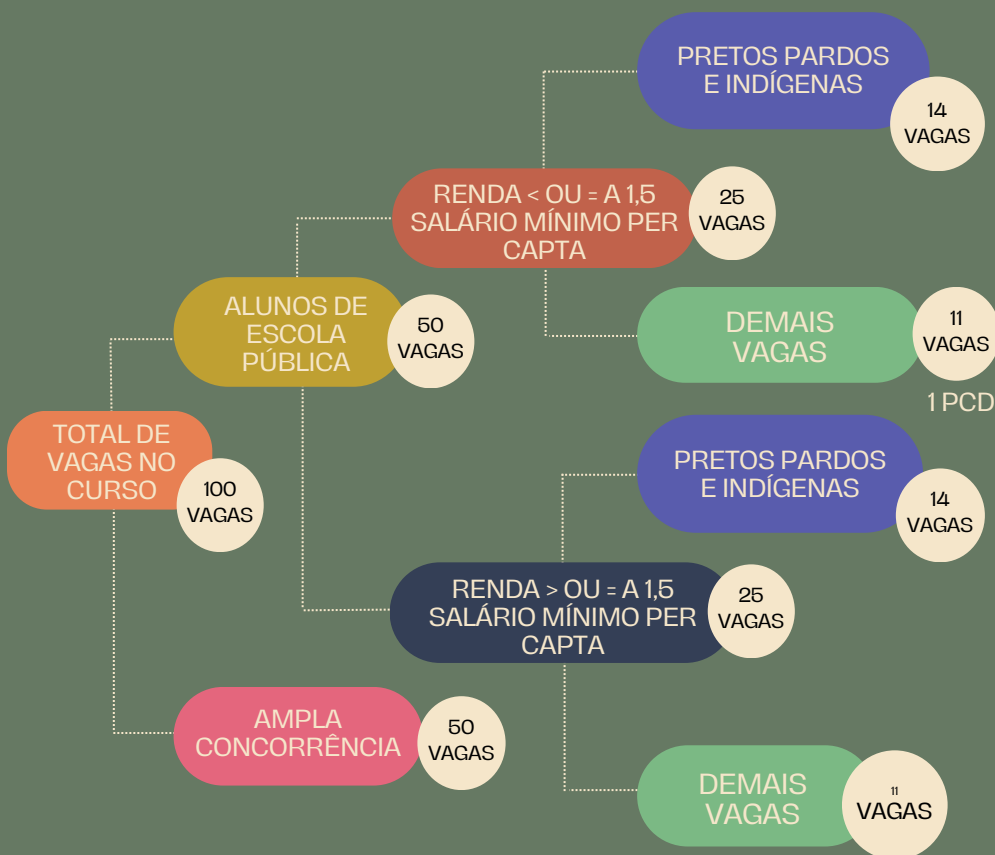 PRETOS PARDOS
E INDÍGENAS
14
VAGAS
RENDA < OU = A 1,5
SALÁRIO MÍNIMO PER
CAPTA
25
VAGAS
ALUNOS DE
ESCOLA
PÚBLICA
50
VAGAS
DEMAIS
VAGAS
11
VAGAS
1 PCD
TOTAL DE
VAGAS NO
CURSO
100
VAGAS
PRETOS PARDOS
E INDÍGENAS
14
VAGAS
RENDA > OU = A 1,5
SALÁRIO MÍNIMO PER
CAPTA
25
VAGAS
AMPLA
CONCORRÊNCIA
50
VAGAS
DEMAIS
VAGAS
11
VAGAS